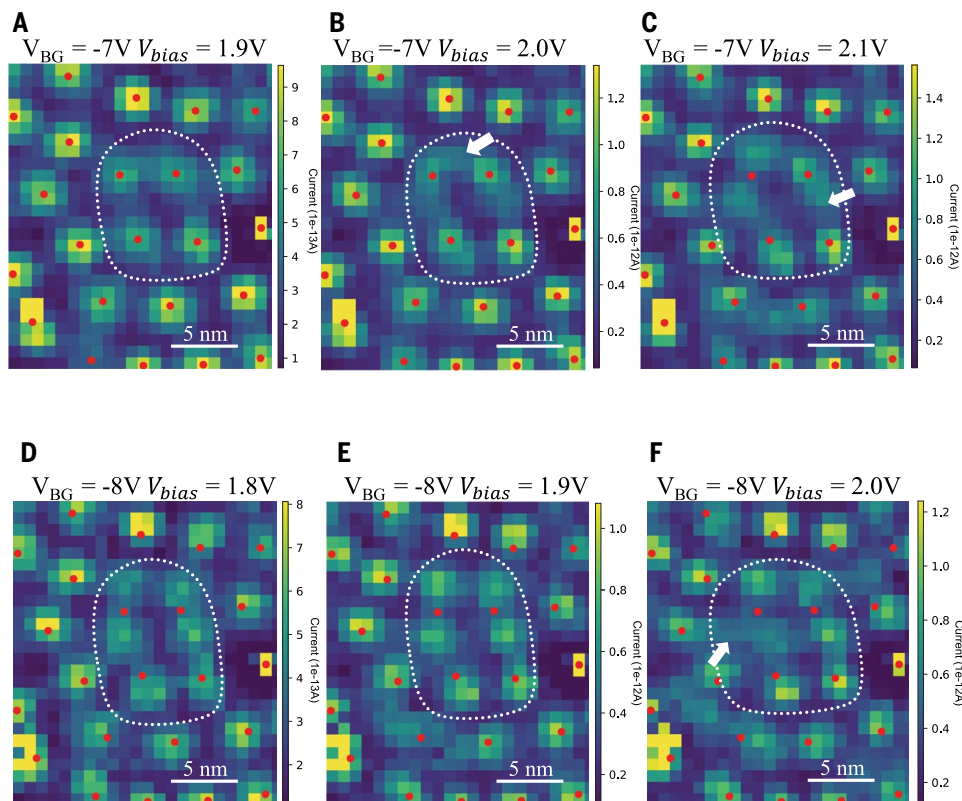 A
V_BG = -7V V_bias = 1.9V
9
8
7
6
5
4
3
2
1
Current (1e-13A)
5 nm
B
V_BG = -7V V_bias = 2.0V
1.2
1.0
0.8
0.6
0.4
0.2
Current (1e-12A)
5 nm
C
V_BG = -7V V_bias = 2.1V
1.4
1.2
1.0
0.8
0.6
0.4
0.2
Current (1e-12A)
5 nm
D
V_BG = -8V V_bias = 1.8V
8
7
6
5
4
3
2
Current (1e-13A)
5 nm
E
V_BG = -8V V_bias = 1.9V
1.0
0.8
0.6
0.4
0.2
Current (1e-12A)
5 nm
F
V_BG = -8V V_bias = 2.0V
1.2
1.0
0.8
0.6
0.4
0.2
Current (1e-12A)
5 nm